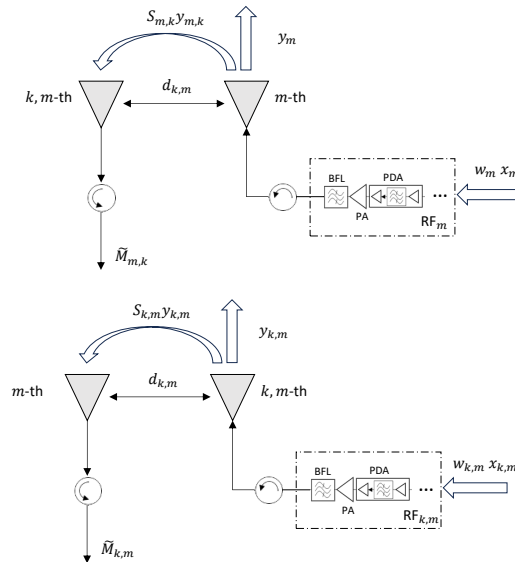 S_{m,k} y_{m,k}
y_m
d_{k,m}
k, m-th
m-th
w_m x_m
BFL
PDA
...
PA
RF_m
M̃_{m,k}
S_{k,m} y_{k,m}
y_{k,m}
m-th
d_{k,m}
k, m-th
w_{k,m} x_{k,m}
BFL
PDA
...
PA
RF_{k,m}
M̃_{k,m}